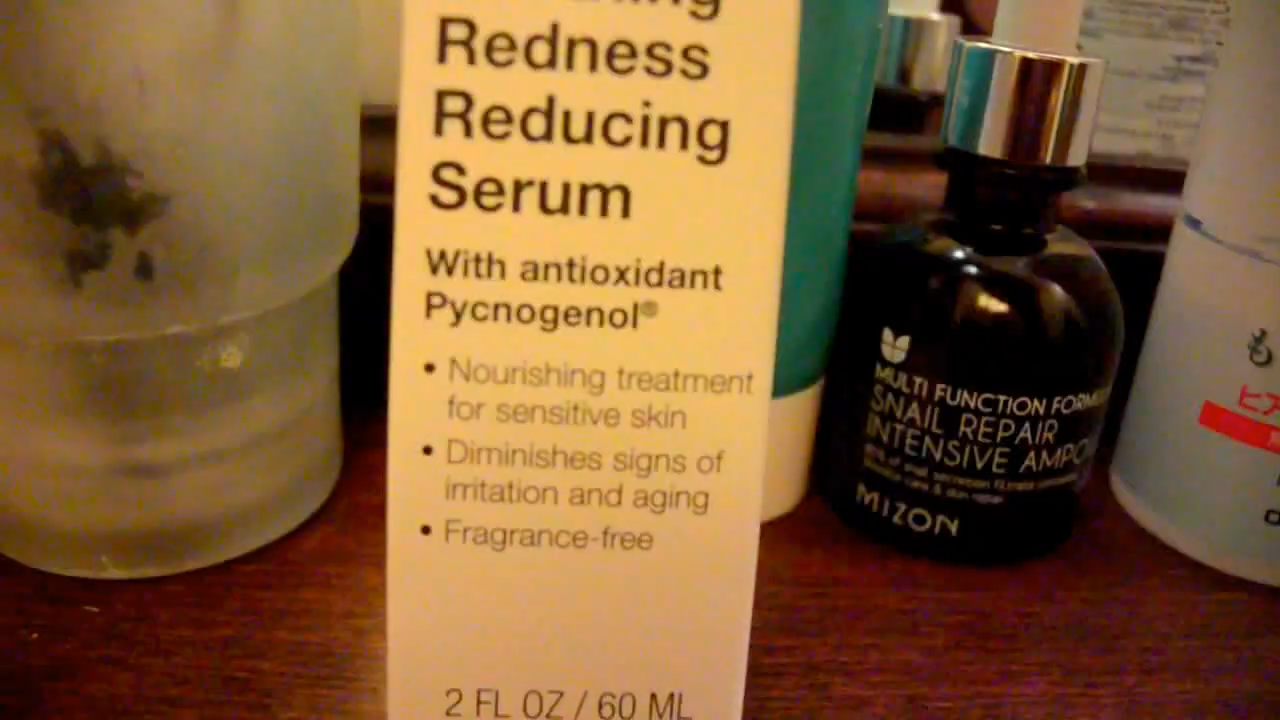 Redness
Reducing
Serum
With antioxidant
Pycnogenol®
• Nourishing treatment
for sensitive skin
• Diminishes signs of
irritation and aging
• Fragrance-free
2 FL OZ / 60 ML
MULTI FUNCTION FORMU
SNAIL REPAIR
INTENSIVE AMPO
MIZON